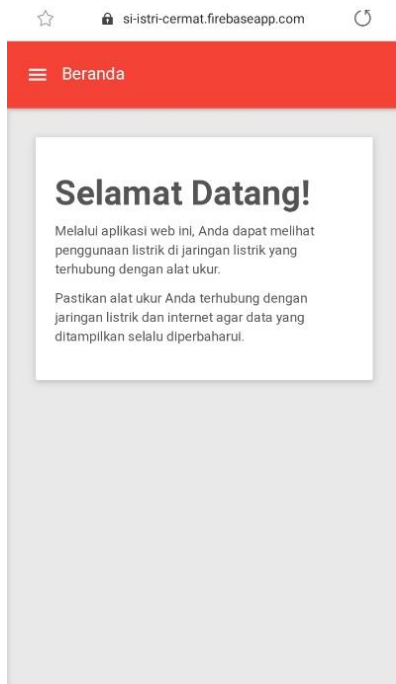 si-istri-cermat.firebaseapp.com
Beranda
Selamat Datang!
Melalui aplikasi web ini, Anda dapat melihat
penggunaan listrik di jaringan listrik yang
terhubung dengan alat ukur.
Pastikan alat ukur Anda terhubung dengan
jaringan listrik dan internet agar data yang
ditampilkan selalu diperbaharui.